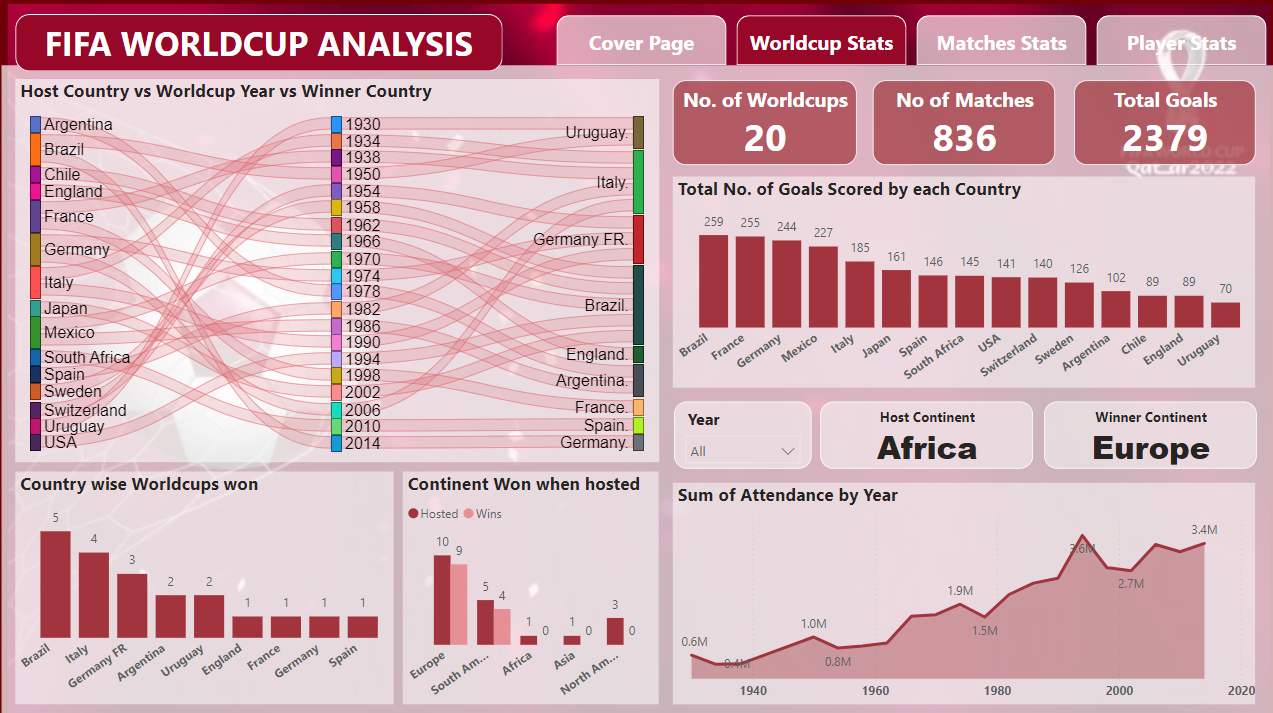 FIFA WORLDCUP ANALYSIS
Cover Page
Worldcup Stats
Matches Stats
Player Stats
Host Country vs Worldcup Year vs Winner Country
Argentina
Brazil
Chile
England
France
Germany
Italy
Japan
Mexico
South Africa
Spain
Sweden
Switzerland
Uruguay
USA
1930
1934
1938
1950
1954
1958
1962
1966
1970
1974
1978
1982
1986
1990
1994
1998
2002
2006
2010
2014
Uruguay.
Italy.
Germany FR.
Brazil.
England.
Argentina.
France.
Spain.
Germany.
No. of Worldcups
20
No of Matches
836
Total Goals
2379
FIFA WORLD CUP
Qatar2022
Total No. of Goals Scored by each Country
259
255
244
227
185
161
146
145
141
140
126
102
89
89
70
Brazil
France
Germany
Mexico
Italy
Japan
Spain
South Africa
USA
Switzerland
Sweden
Argentina
Chile
England
Uruguay
Year
All
Host Continent
Africa
Winner Continent
Europe
Country wise Worldcups won
5
4
3
2
2
1
1
1
1
Brazil
Italy
Germany FR
Argentina
Uruguay
England
France
Germany
Spain
Continent Won when hosted
Hosted
Wins
10
9
5
4
1
0
1
0
3
0
Europe
South Am...
Africa
Asia
North Am...
Sum of Attendance by Year
0.6M
0.4M
1.0M
0.8M
1.9M
1.5M
3.6M
2.7M
3.4M
1940
1960
1980
2000
2020